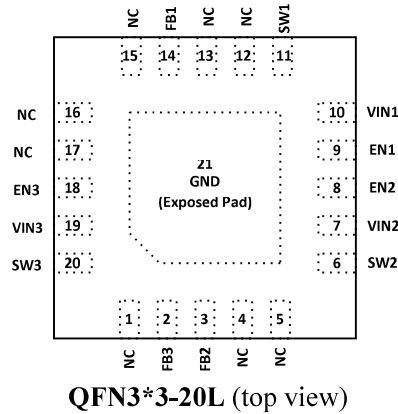 NC FB1 NC NC SW1
15 14 13 12 11
NC 16 10 VIN1
NC 17 9 EN1
EN3 18 8 EN2
VIN3 19 7 VIN2
SW3 20 6 SW2
21
GND
(Exposed Pad)
1 2 3 4 5
NC FB3 FB2 NC NC
QFN3*3-20L (top view)